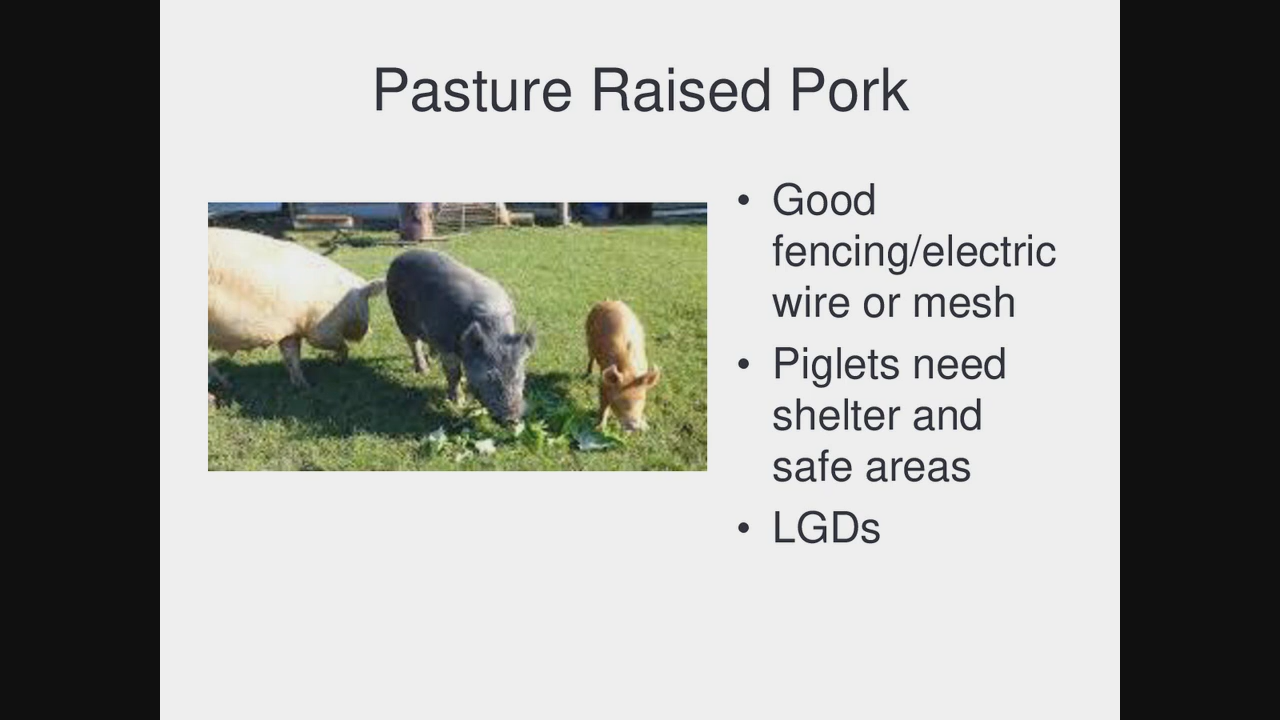 Pasture Raised Pork
• Good
fencing/electric
wire or mesh
• Piglets need
shelter and
safe areas
• LGDs